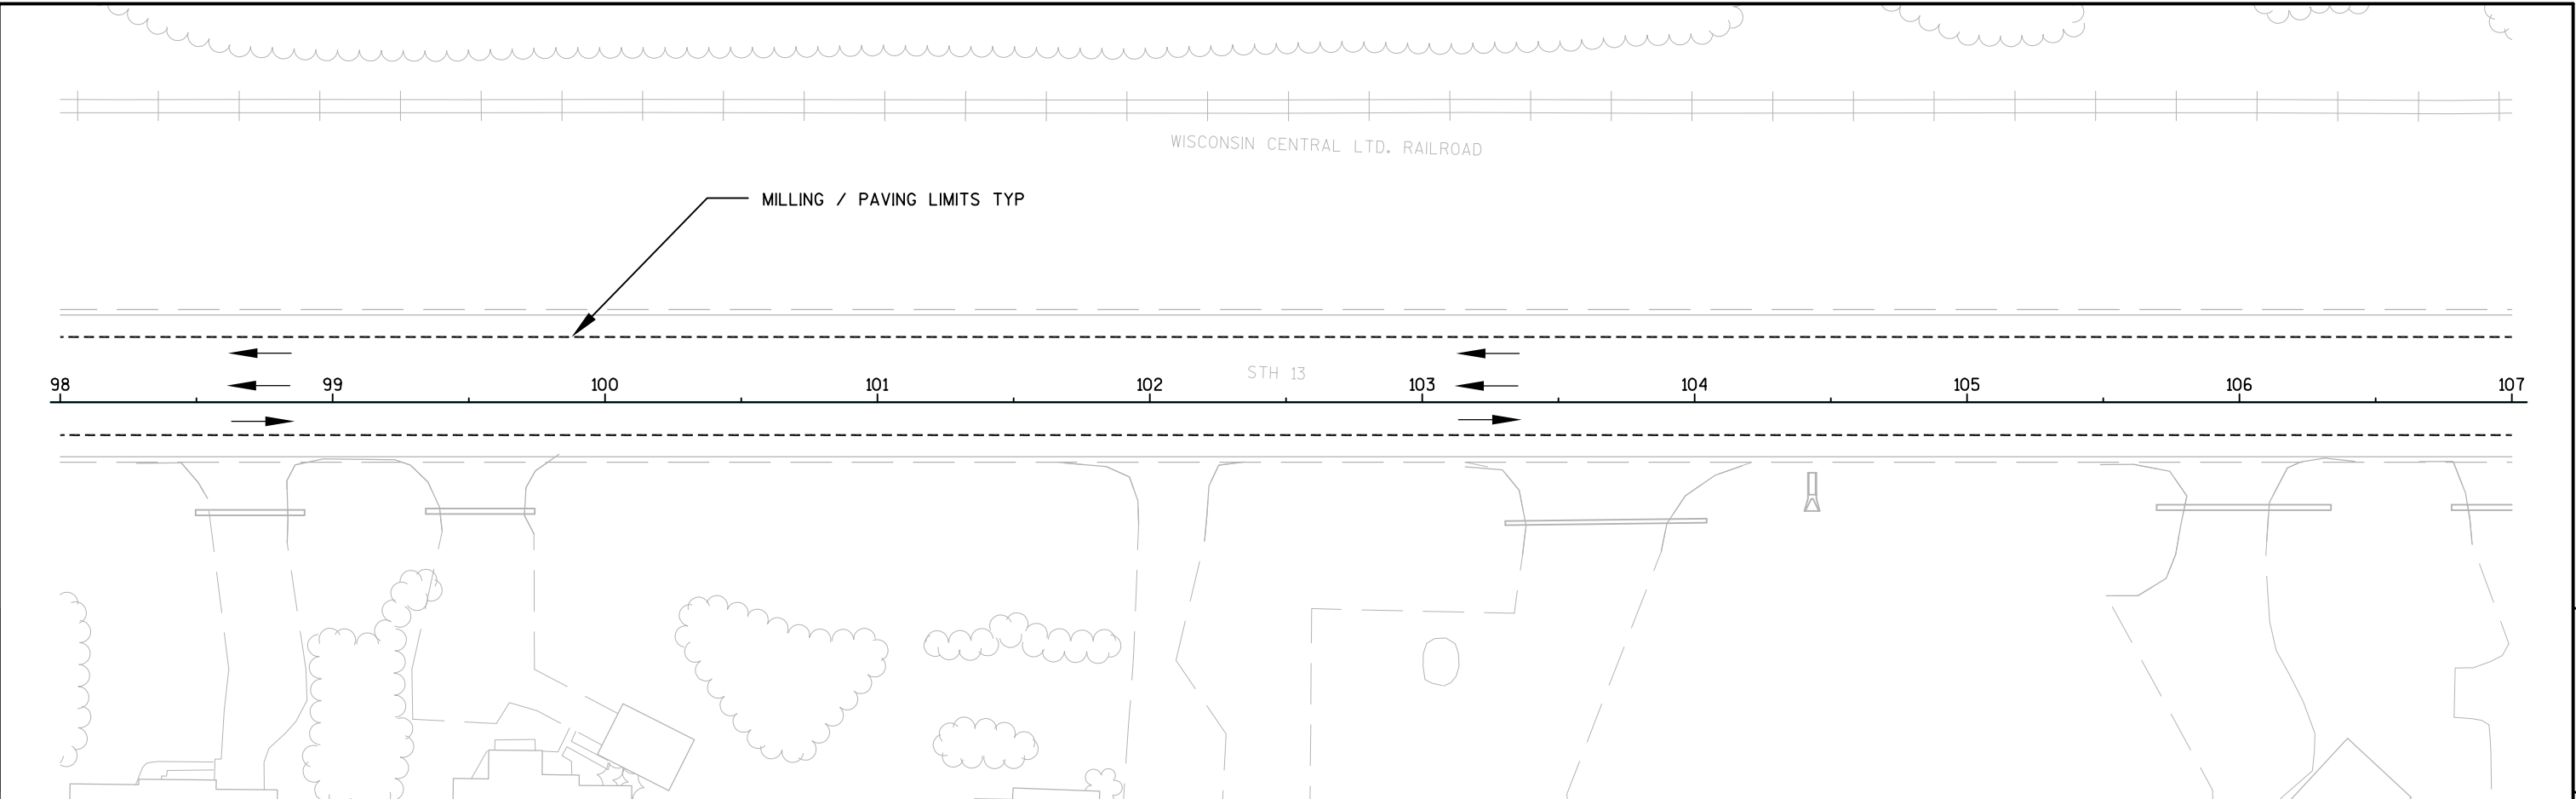 WISCONSIN CENTRAL LTD. RAILROAD
MILLING / PAVING LIMITS TYP
STH 13
98 99 100 101 102 103 104 105 106 107